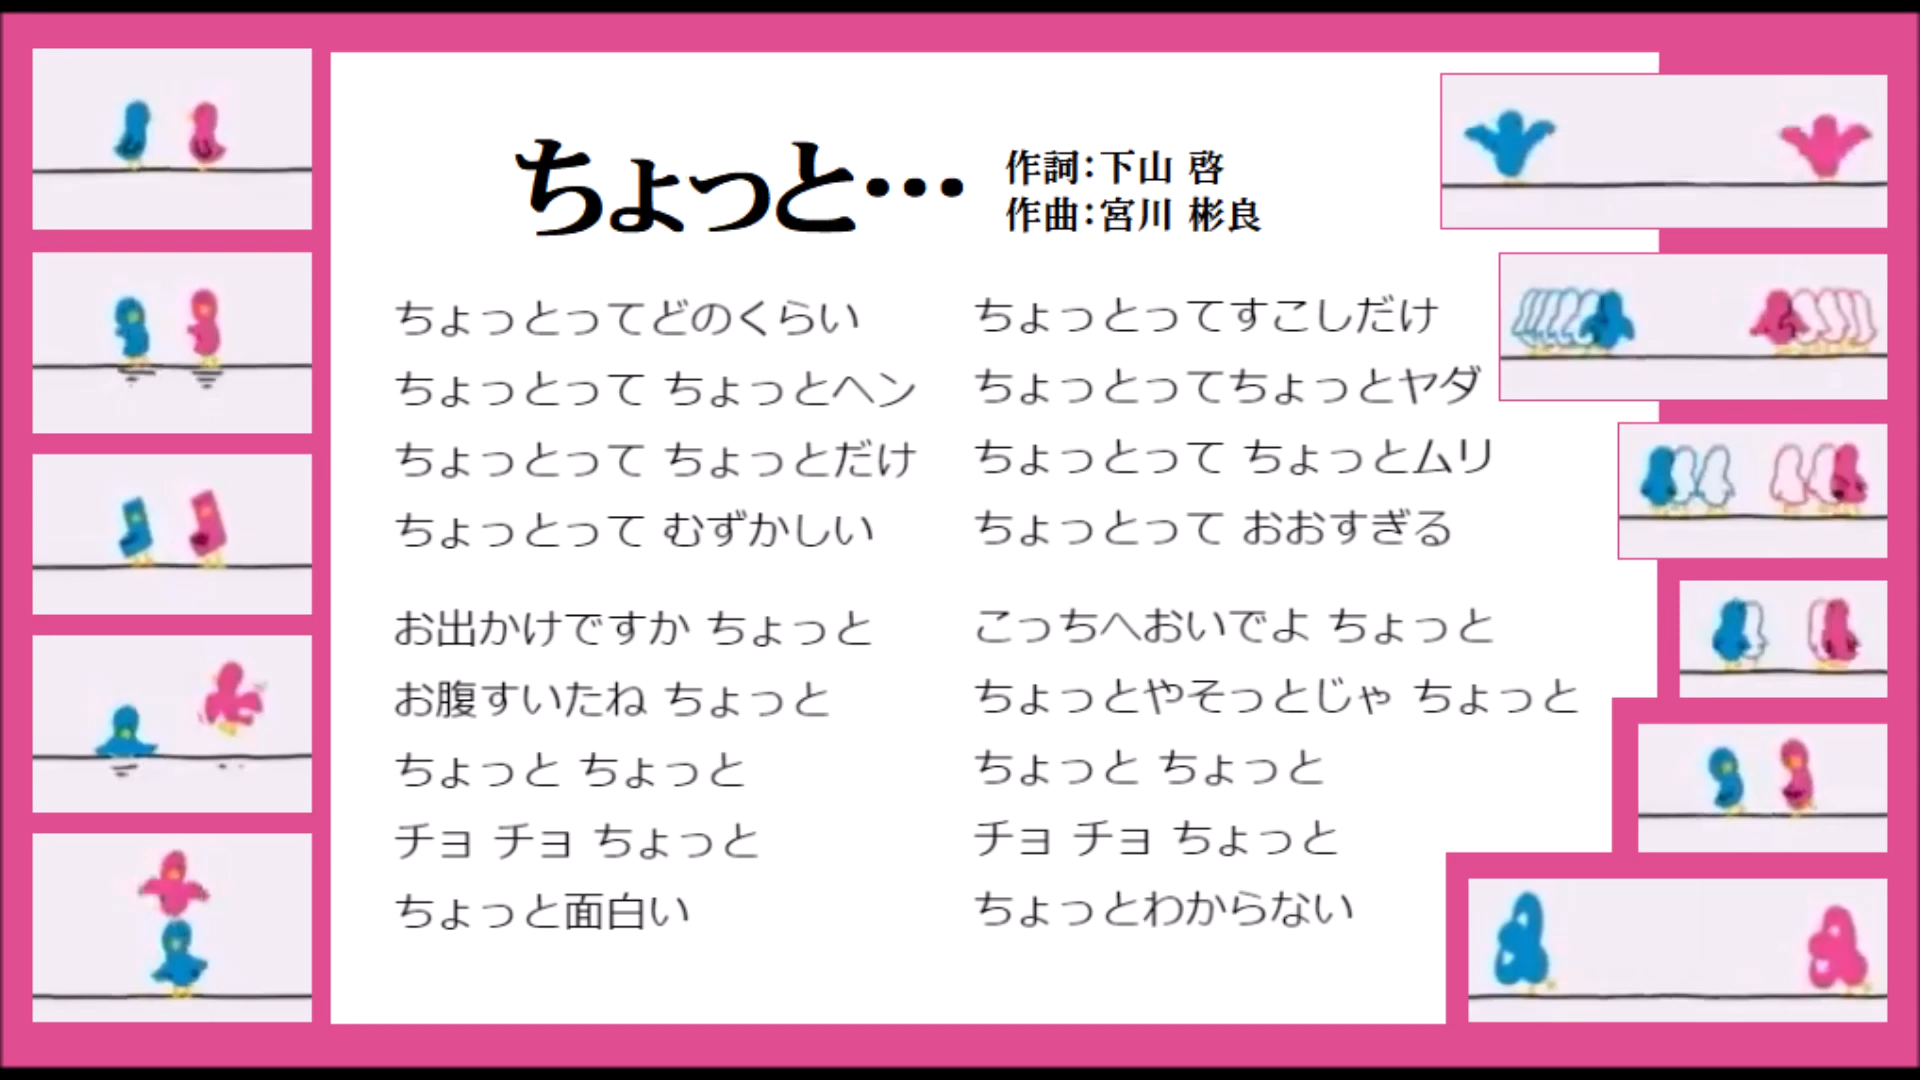 ちょっと…
作詞：下山 啓
作曲：宮川 彬良
ちょっとってどのくらい
ちょっとって ちょっとヘン
ちょっとって ちょっとだけ
ちょっとって むずかしい
お出かけですか ちょっと
お腹すいたね ちょっと
ちょっと ちょっと
チョ チョ ちょっと
ちょっと面白い
ちょっとってすこしだけ
ちょっとってちょっとヤダ
ちょっとって ちょっとムリ
ちょっとって おおすぎる
こっちへおいでよ ちょっと
ちょっとやそっとじゃ ちょっと
ちょっと ちょっと
チョ チョ ちょっと
ちょっとわからない